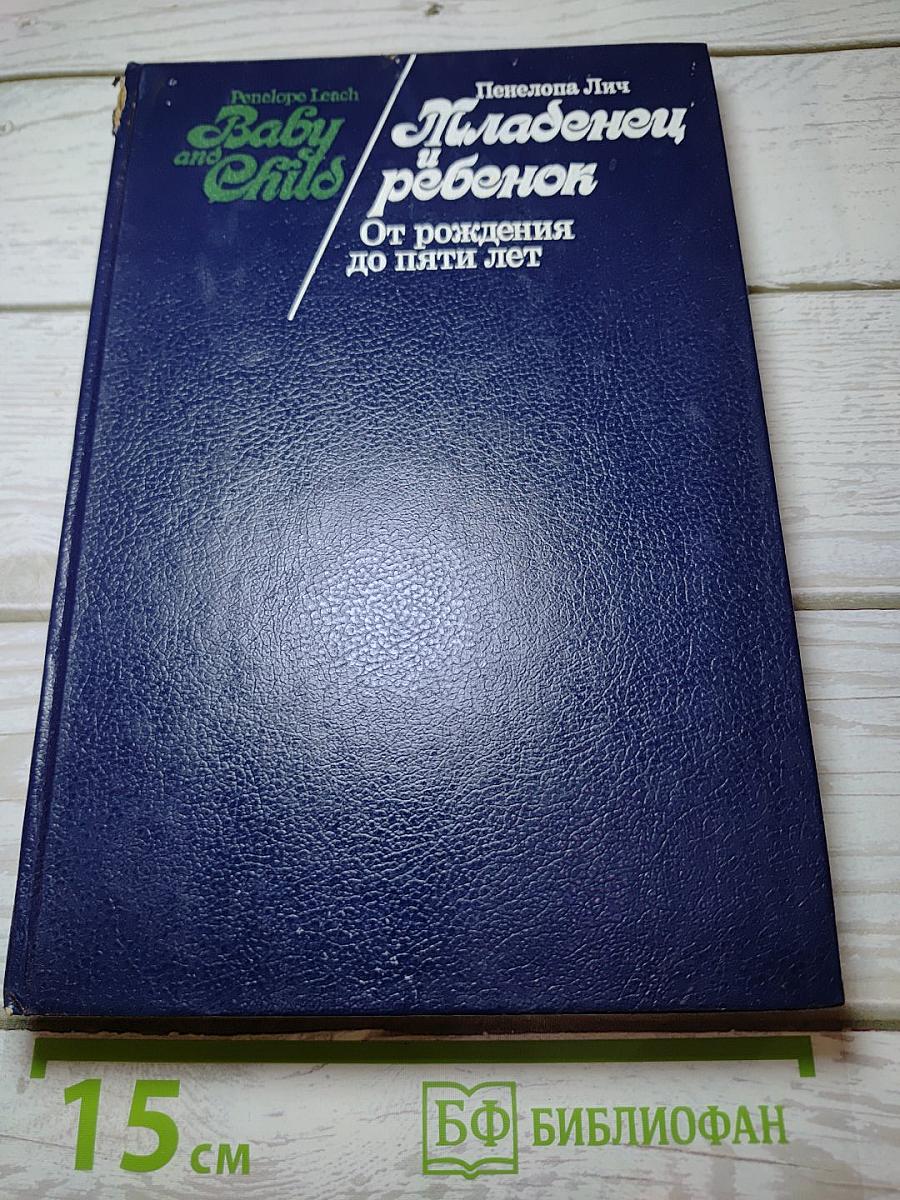 Penelope Leach
Baby
and
Child
Пенелопа Лич
Младенец
и
ребенок
От рождения
до пяти лет
15 см
БФ БИБЛИОФАН